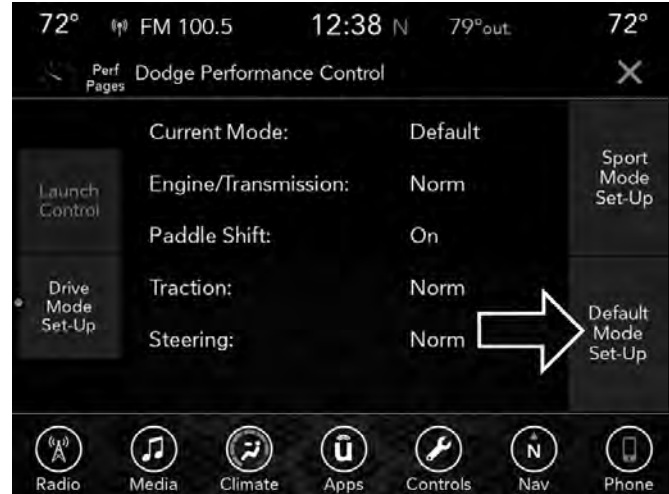 72° FM 100.5 12:38 N 79°out. 72°
Perf
Pages
Dodge Performance Control
Launch
Control
Drive
Mode
Set-Up
Current Mode: Default
Engine/Transmission: Norm
Paddle Shift: On
Traction: Norm
Steering: Norm
Sport
Mode
Set-Up
Default
Mode
Set-Up
N
Radio Media Climate Apps Controls Nav Phone